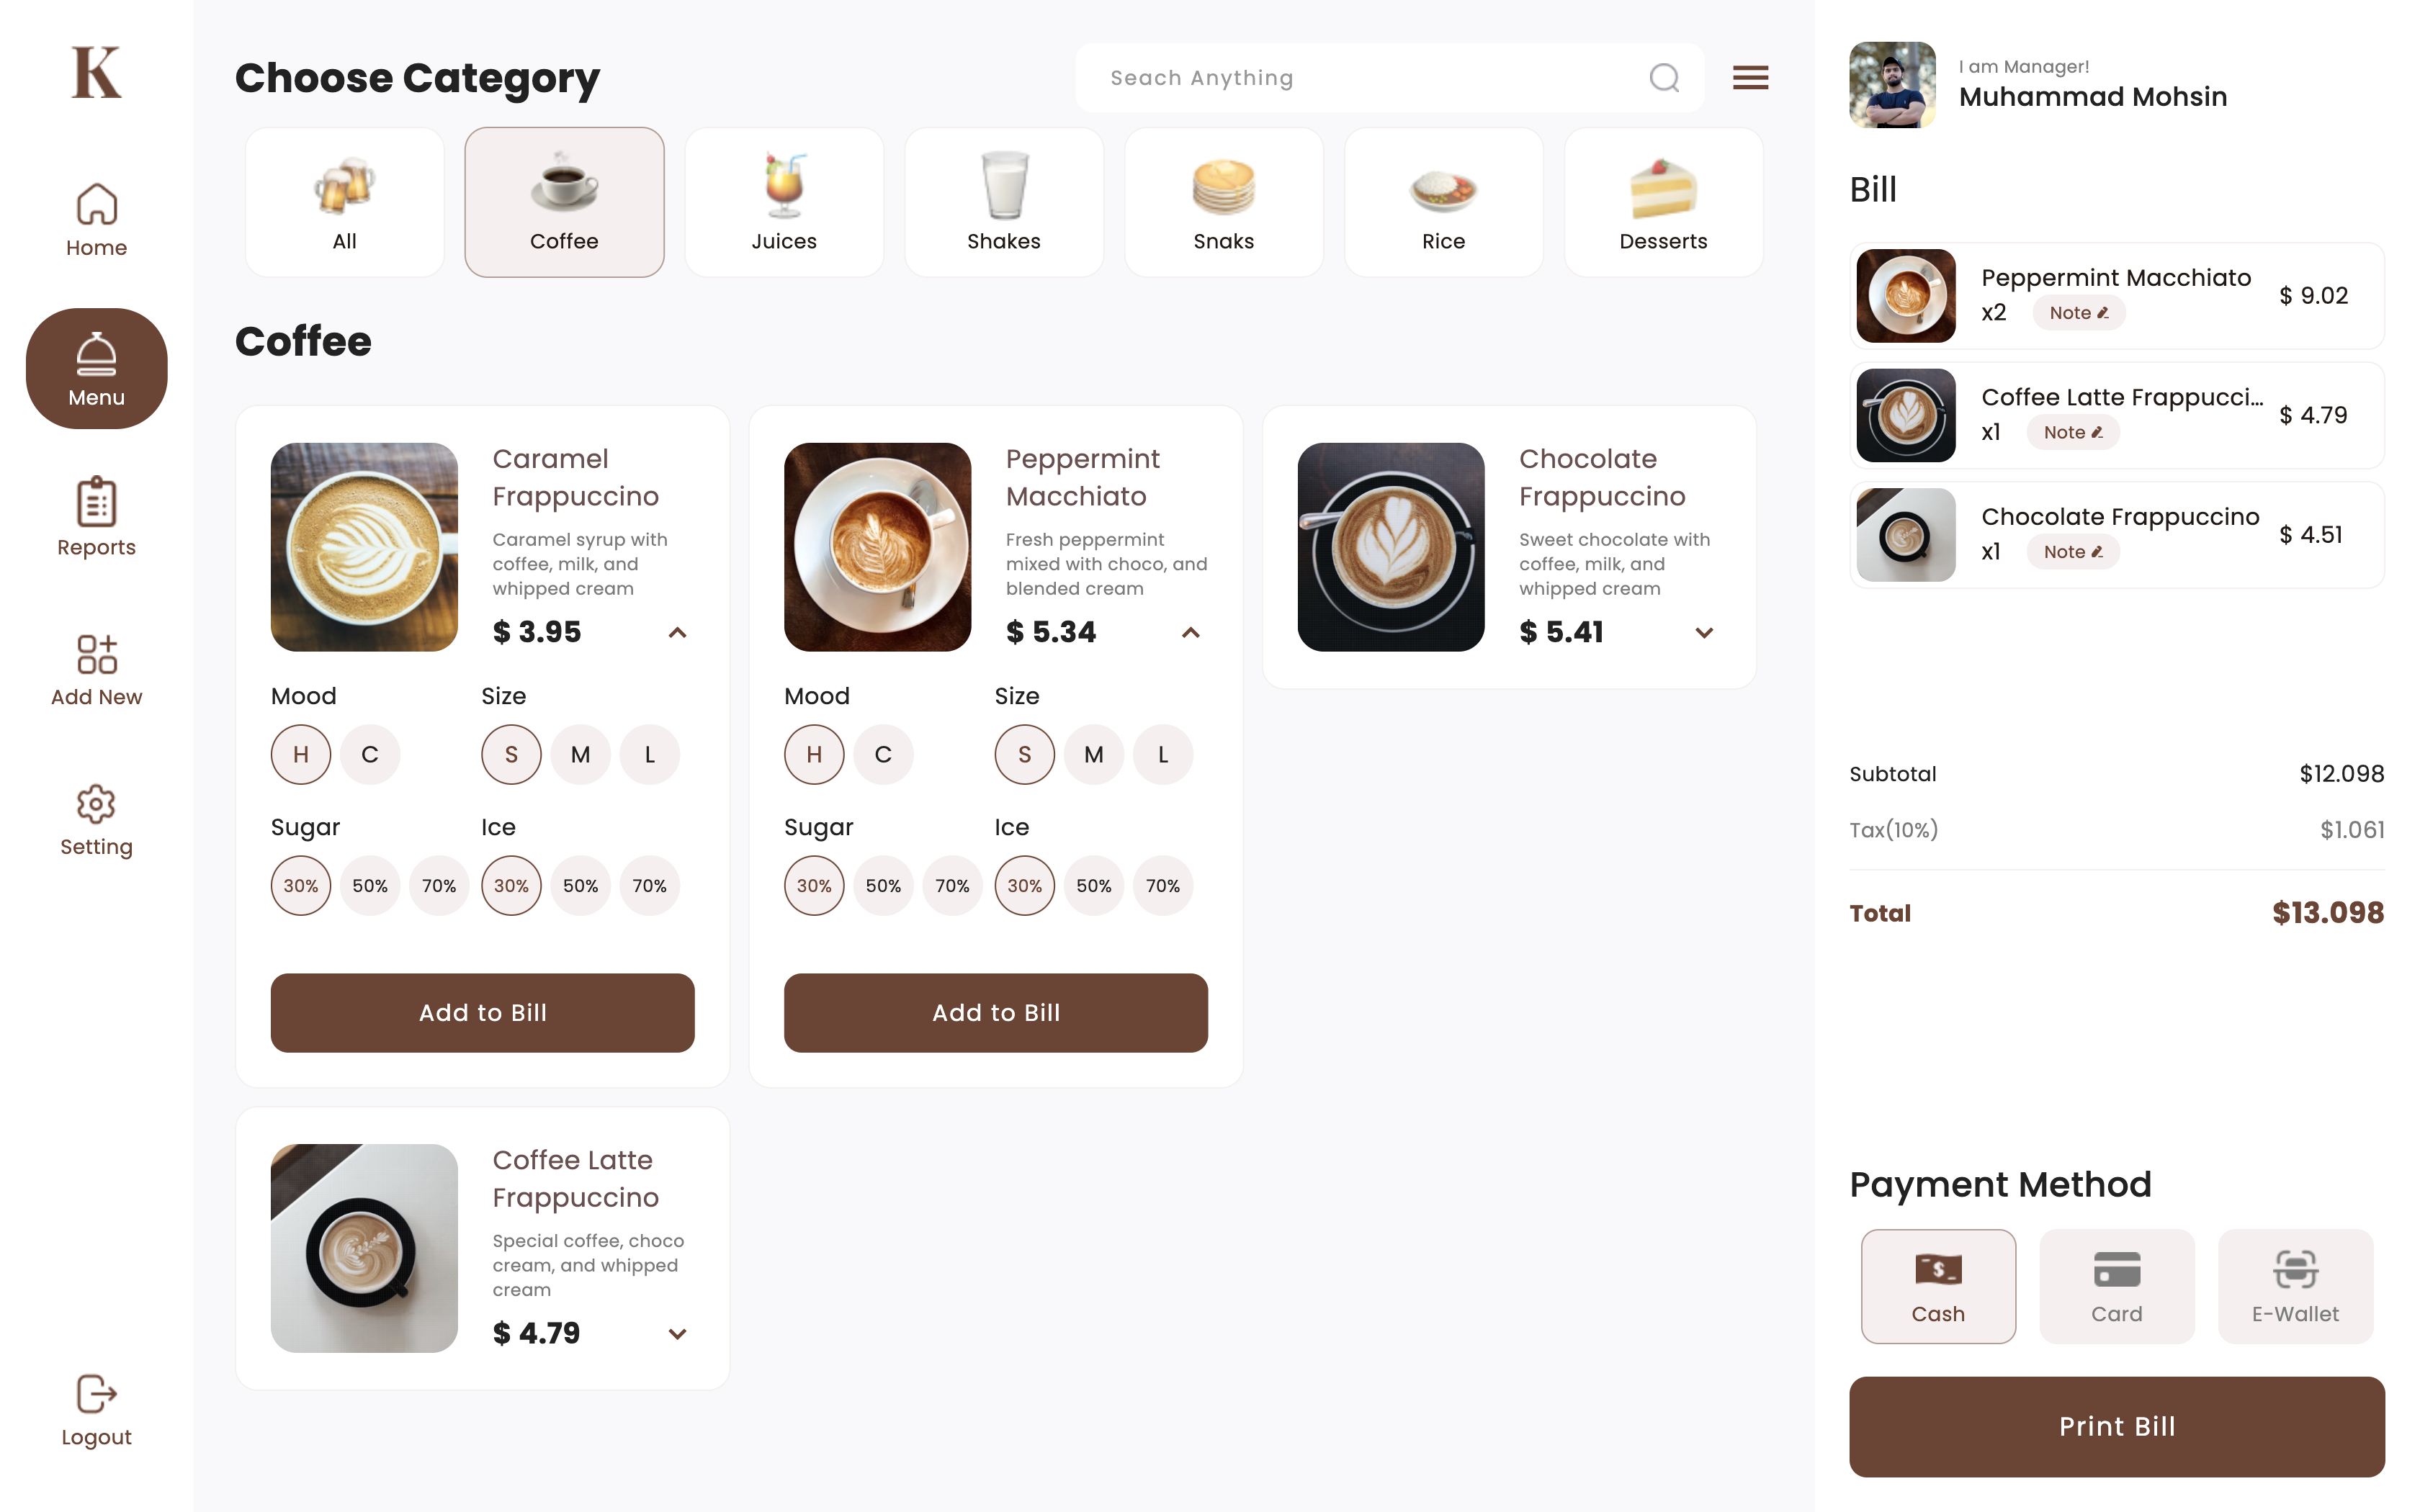 K
Home
Menu
Reports
Add New
Setting
Logout
Choose Category
Seach Anything
All
Coffee
Juices
Shakes
Snaks
Rice
Desserts
Coffee
Caramel
Frappuccino
Caramel syrup with
coffee, milk, and
whipped cream
$ 3.95
Mood
Size
H
C
S
M
L
Sugar
Ice
30%
50%
70%
30%
50%
70%
Add to Bill
Peppermint
Macchiato
Fresh peppermint
mixed with choco, and
blended cream
$ 5.34
Mood
Size
H
C
S
M
L
Sugar
Ice
30%
50%
70%
30%
50%
70%
Add to Bill
Chocolate
Frappuccino
Sweet chocolate with
coffee, milk, and
whipped cream
$ 5.41
Coffee Latte
Frappuccino
Special coffee, choco
cream, and whipped
cream
$ 4.79
I am Manager!
Muhammad Mohsin
Bill
Peppermint Macchiato
x2 Note
$ 9.02
Coffee Latte Frappucci...
x1 Note
$ 4.79
Chocolate Frappuccino
x1 Note
$ 4.51
Subtotal $12.098
Tax(10%) $1.061
Total $13.098
Payment Method
Cash
Card
E-Wallet
Print Bill